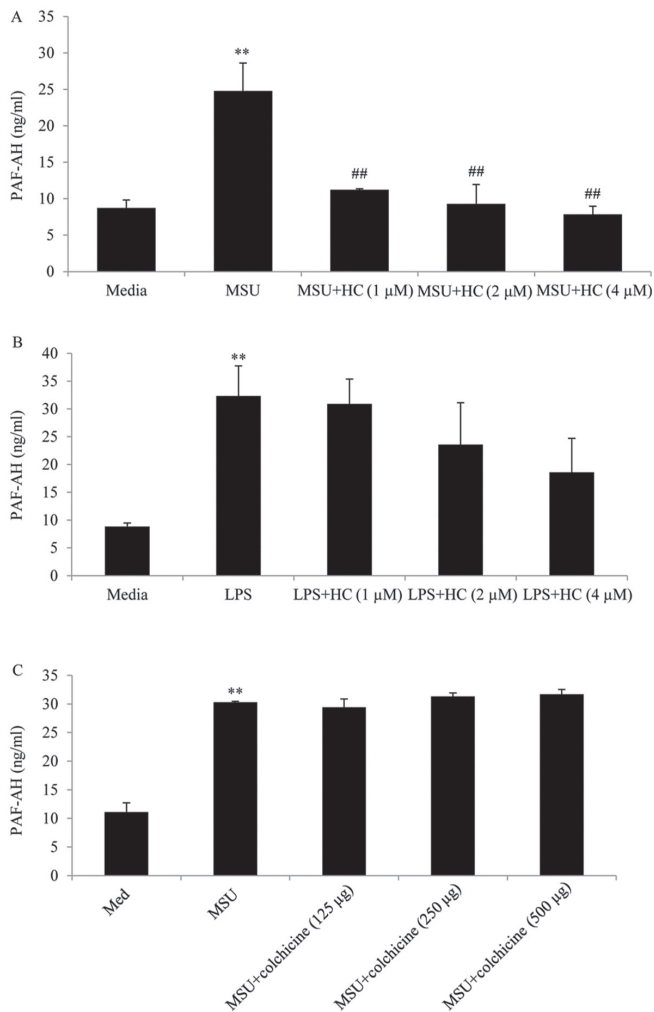 A
PAF-AH (ng/ml)
35
30
25
20
15
10
5
0
**
##
##
##
Media
MSU
MSU+HC (1 μM)
MSU+HC (2 μM)
MSU+HC (4 μM)
B
PAF-AH (ng/ml)
40
35
30
25
20
15
10
5
0
**
Media
LPS
LPS+HC (1 μM)
LPS+HC (2 μM)
LPS+HC (4 μM)
C
PAF-AH (ng/ml)
35
30
25
20
15
10
5
0
**
Med
MSU
MSU+colchicine (125 μg)
MSU+colchicine (250 μg)
MSU+colchicine (500 μg)